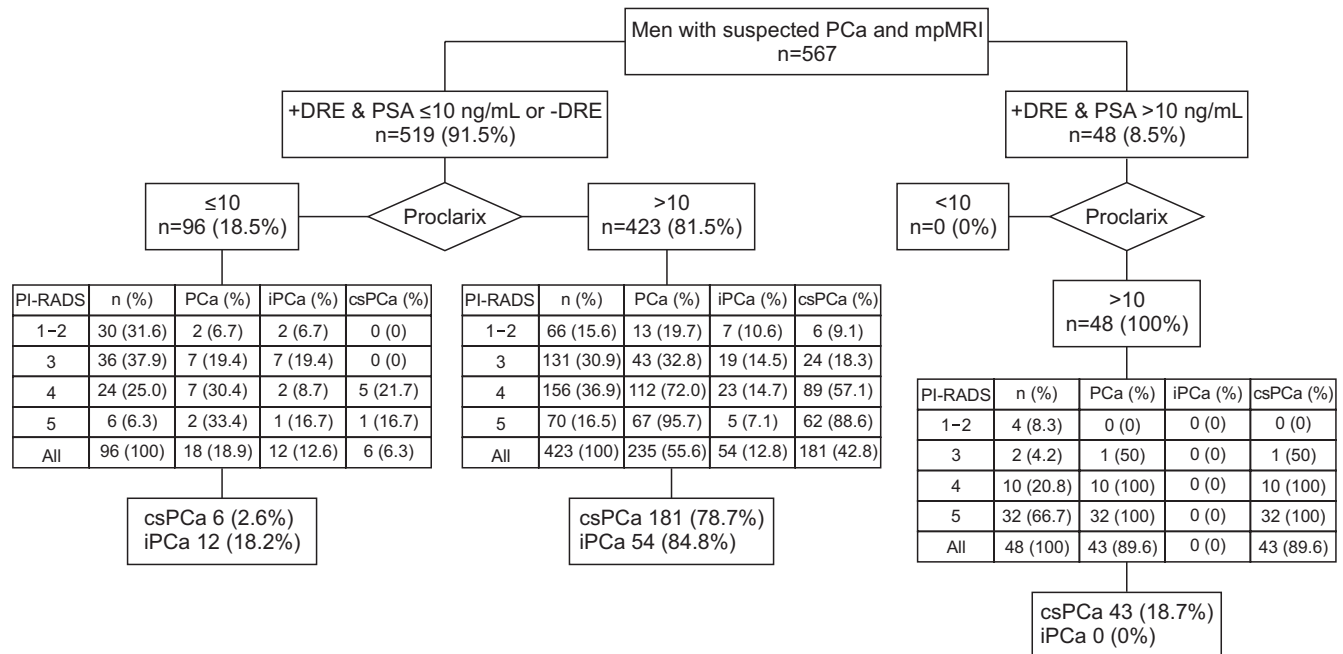 Men with suspected PCa and mpMRI
n=567
+DRE & PSA ≤10 ng/mL or -DRE
n=519 (91.5%)
+DRE & PSA >10 ng/mL
n=48 (8.5%)
≤10
n=96 (18.5%)
Proclarix
>10
n=423 (81.5%)
<10
n=0 (0%)
Proclarix
>10
n=48 (100%)
PI-RADS n (%) PCa (%) iPCa (%) csPCa (%)
1−2 30 (31.6) 2 (6.7) 2 (6.7) 0 (0)
3 36 (37.9) 7 (19.4) 7 (19.4) 0 (0)
4 24 (25.0) 7 (30.4) 2 (8.7) 5 (21.7)
5 6 (6.3) 2 (33.4) 1 (16.7) 1 (16.7)
All 96 (100) 18 (18.9) 12 (12.6) 6 (6.3)
csPCa 6 (2.6%)
iPCa 12 (18.2%)
PI-RADS n (%) PCa (%) iPCa (%) csPCa (%)
1−2 66 (15.6) 13 (19.7) 7 (10.6) 6 (9.1)
3 131 (30.9) 43 (32.8) 19 (14.5) 24 (18.3)
4 156 (36.9) 112 (72.0) 23 (14.7) 89 (57.1)
5 70 (16.5) 67 (95.7) 5 (7.1) 62 (88.6)
All 423 (100) 235 (55.6) 54 (12.8) 181 (42.8)
csPCa 181 (78.7%)
iPCa 54 (84.8%)
PI-RADS n (%) PCa (%) iPCa (%) csPCa (%)
1−2 4 (8.3) 0 (0) 0 (0) 0 (0)
3 2 (4.2) 1 (50) 0 (0) 1 (50)
4 10 (20.8) 10 (100) 0 (0) 10 (100)
5 32 (66.7) 32 (100) 0 (0) 32 (100)
All 48 (100) 43 (89.6) 0 (0) 43 (89.6)
csPCa 43 (18.7%)
iPCa 0 (0%)